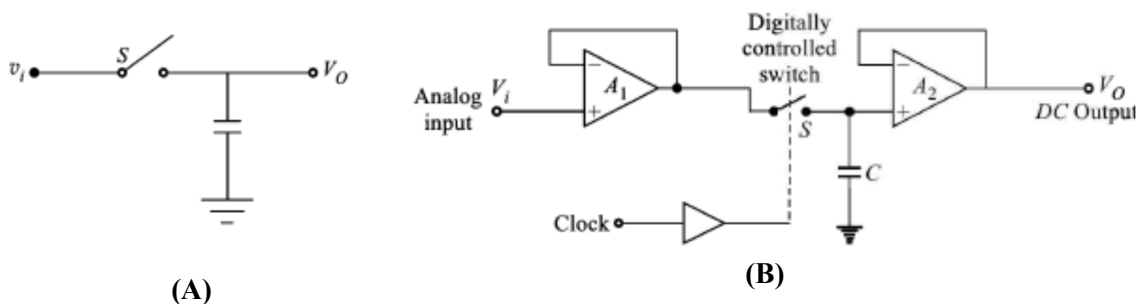 v_i
S
V_O
(A)
Analog
input
V_i
−
+
A_1
Digitally
controlled
switch
S
C
Clock
−
+
A_2
V_O
DC Output
(B)